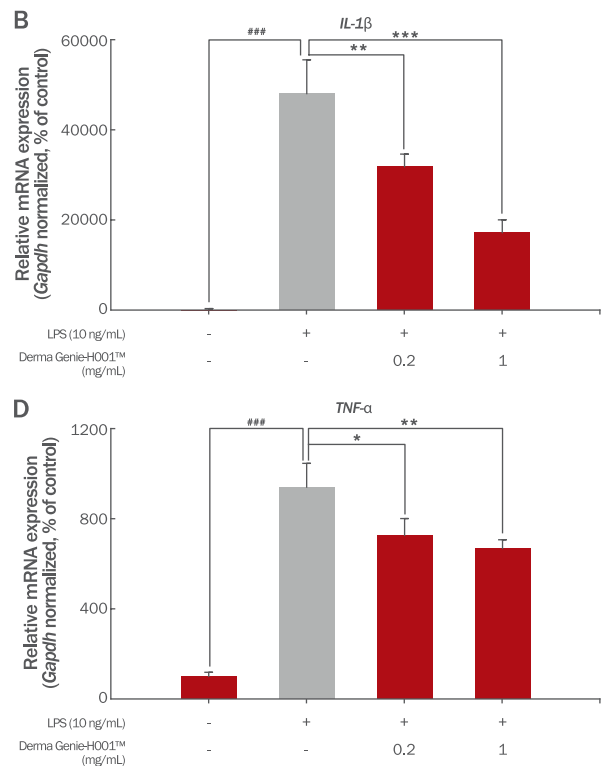 B
IL-1β
###
***
**
Relative mRNA expression
(Gapdh normalized, % of control)
60000
40000
20000
0
LPS (10 ng/mL) - + + +
Derma Genie-H001™
(mg/mL) - - 0.2 1
D
TNF-α
###
**
*
Relative mRNA expression
(Gapdh normalized, % of control)
1200
800
400
0
LPS (10 ng/mL) - + + +
Derma Genie-H001™
(mg/mL) - - 0.2 1